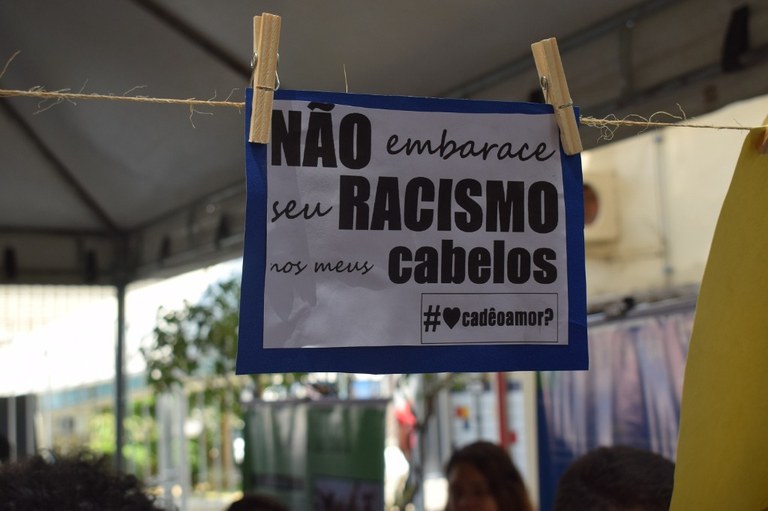 NÃO embarace
seu RACISMO
nos meus cabelos
#♥cadêoamor?